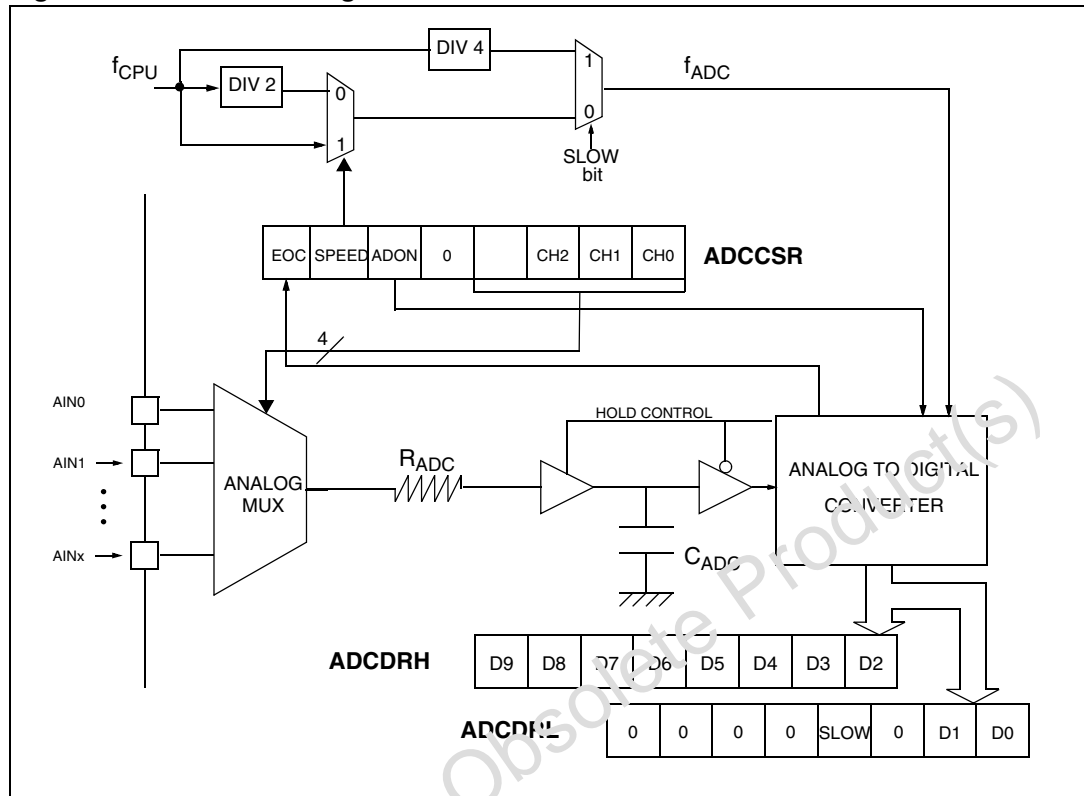 DIV 4
fCPU
DIV 2
0
1
1
0
fADC
SLOW
bit
EOC SPEED ADON 0 CH2 CH1 CH0
ADCCSR
4
AIN0
AIN1
AINx
ANALOG
MUX
RADC
HOLD CONTROL
CADC
ANALOG TO DIGITAL
CONVERTER
ADCDRH
D9 D8 D7 D6 D5 D4 D3 D2
ADCDRL
0 0 0 0 SLOW 0 D1 D0
Obsolete Product(s)